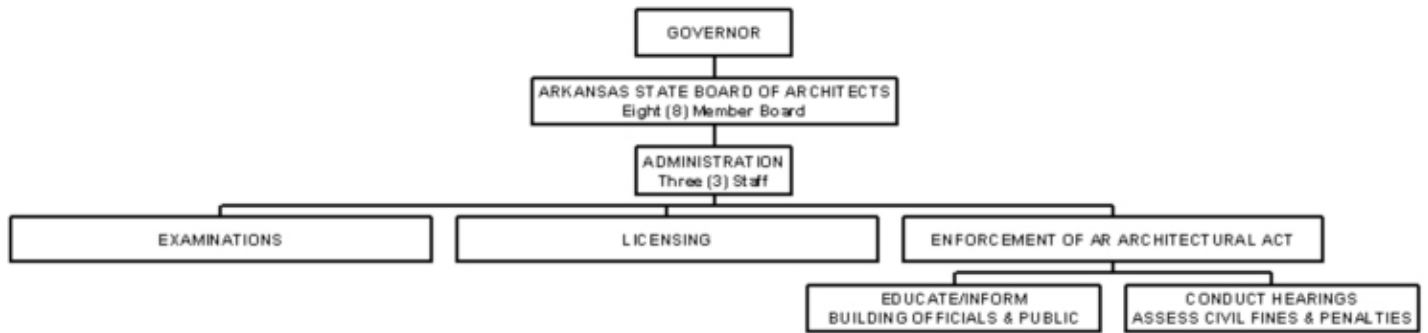 GOVERNOR
ARKANSAS STATE BOARD OF ARCHITECTS
Eight (8) Member Board
ADMINISTRATION
Three (3) Staff
EXAMINATIONS
LICENSING
ENFORCEMENT OF AR ARCHITECTURAL ACT
EDUCATE/INFORM
BUILDING OFFICIALS & PUBLIC
CONDUCT HEARINGS
ASSESS CIVIL FINES & PENALTIES